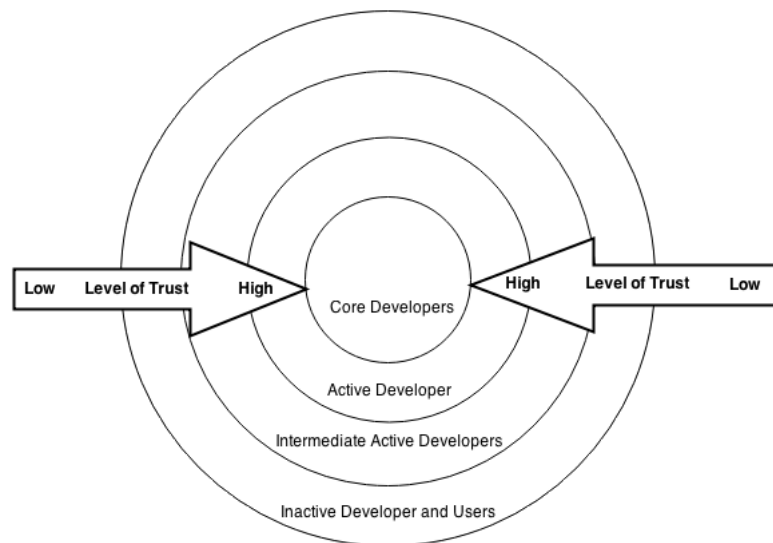 Low Level of Trust High
High Level of Trust Low
Core Developers
Active Developer
Intermediate Active Developers
Inactive Developer and Users